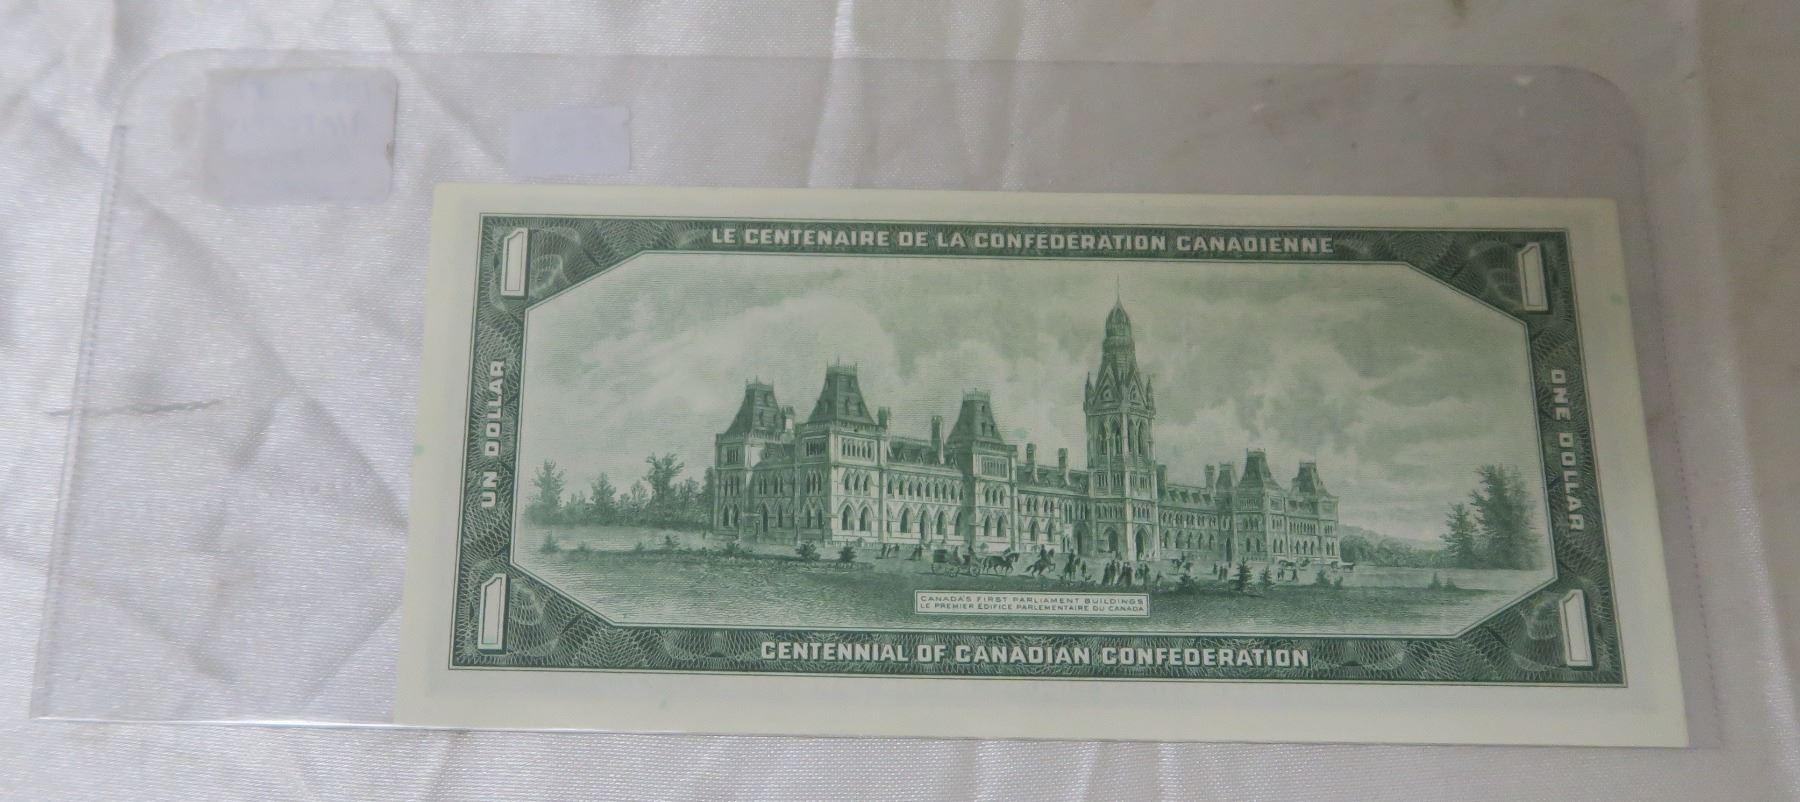 LE CENTENAIRE DE LA CONFEDERATION CANADIENNE
1
1
UN DOLLAR
ONE DOLLAR
CANADA'S FIRST PARLIAMENT BUILDINGS
LE PREMIER ÉDIFICE PARLEMENTAIRE DU CANADA
1
1
CENTENNIAL OF CANADIAN CONFEDERATION